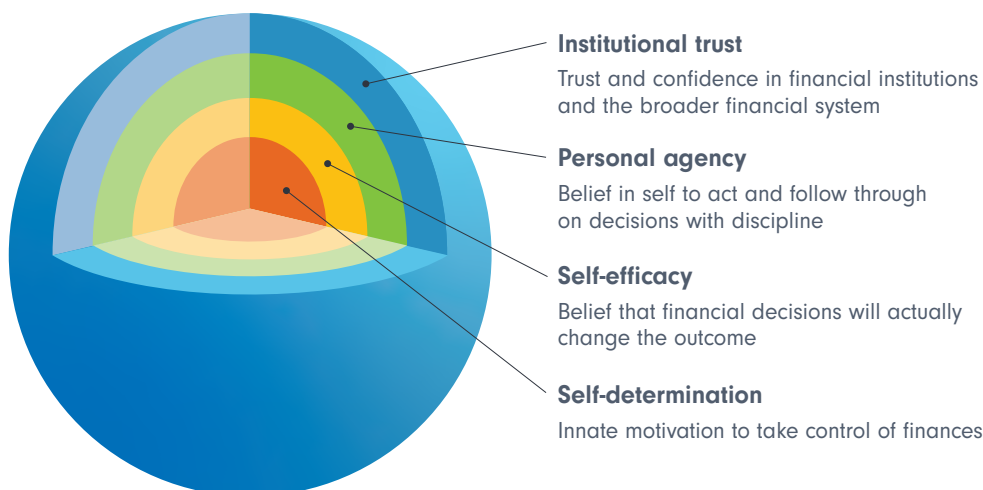 Institutional trust
Trust and confidence in financial institutions
and the broader financial system
Personal agency
Belief in self to act and follow through
on decisions with discipline
Self-efficacy
Belief that financial decisions will actually
change the outcome
Self-determination
Innate motivation to take control of finances